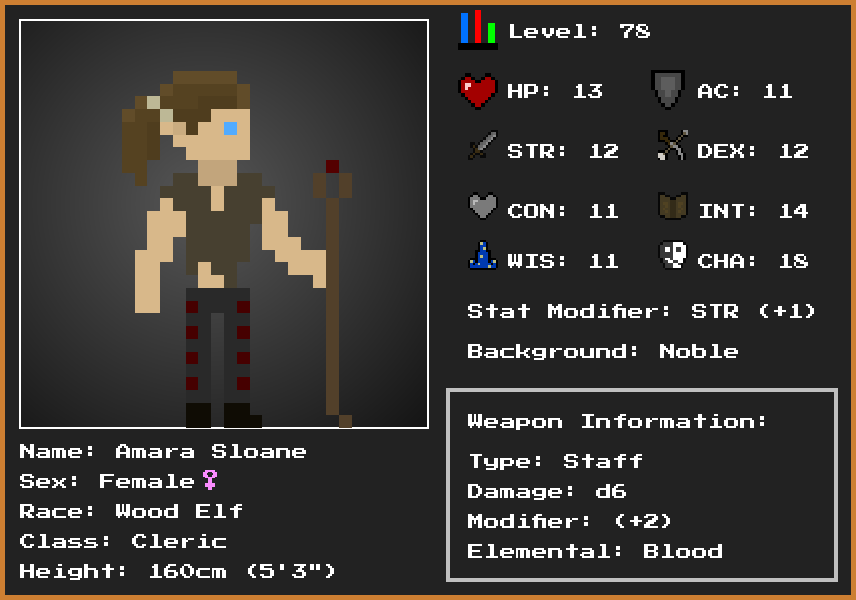 Level: 78
HP: 13 AC: 11
STR: 12 DEX: 12
CON: 11 INT: 14
WIS: 11 CHA: 18
Stat Modifier: STR (+1)
Background: Noble
Weapon Information:
Type: Staff
Damage: d6
Modifier: (+2)
Elemental: Blood
Name: Amara Sloane
Sex: Female♀
Race: Wood Elf
Class: Cleric
Height: 160cm (5'3")